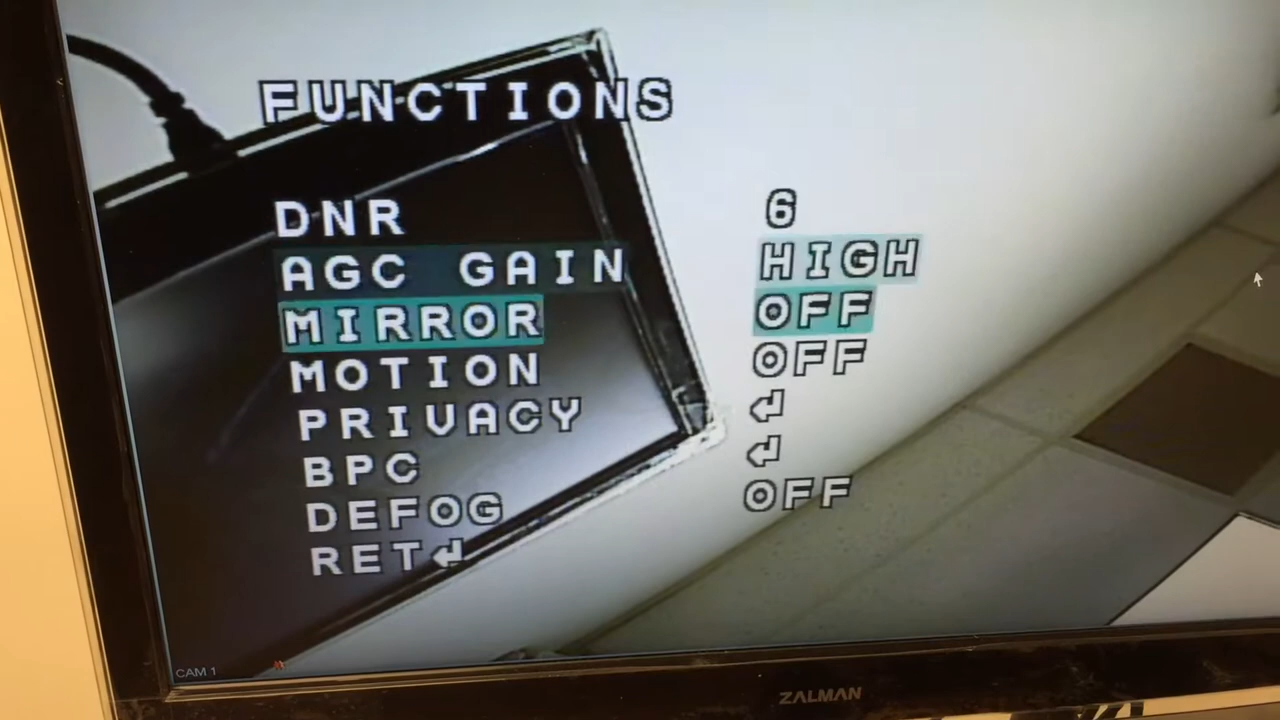 FUNCTIONS
DNR 6
AGC GAIN HIGH
MIRROR OFF
MOTION OFF
PRIVACY ↵
BPC ↵
DEFOG OFF
RET↵
CAM 1
ZALMAN